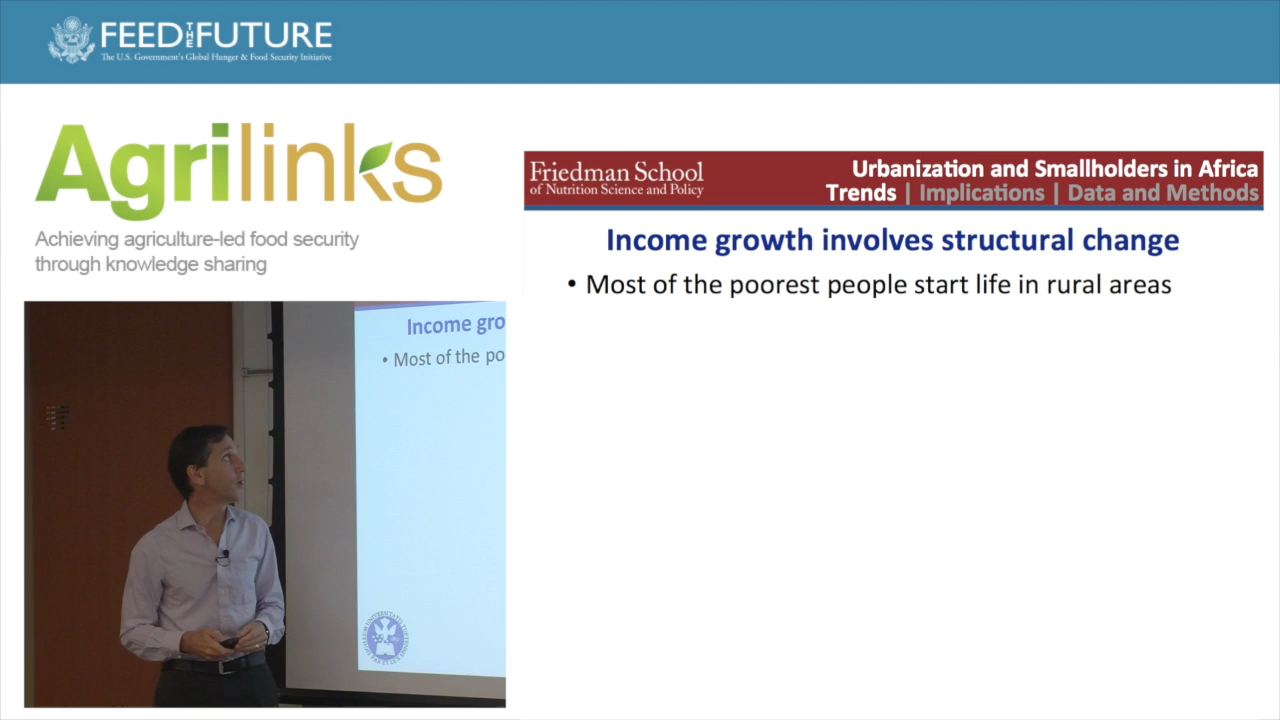 FEED THE FUTURE
The U.S. Government's Global Hunger & Food Security Initiative
Agrilinks
Achieving agriculture-led food security
through knowledge sharing
Friedman School
of Nutrition Science and Policy
Urbanization and Smallholders in Africa
Trends | Implications | Data and Methods
Income growth involves structural change
• Most of the poorest people start life in rural areas
Income gro
• Most of the po